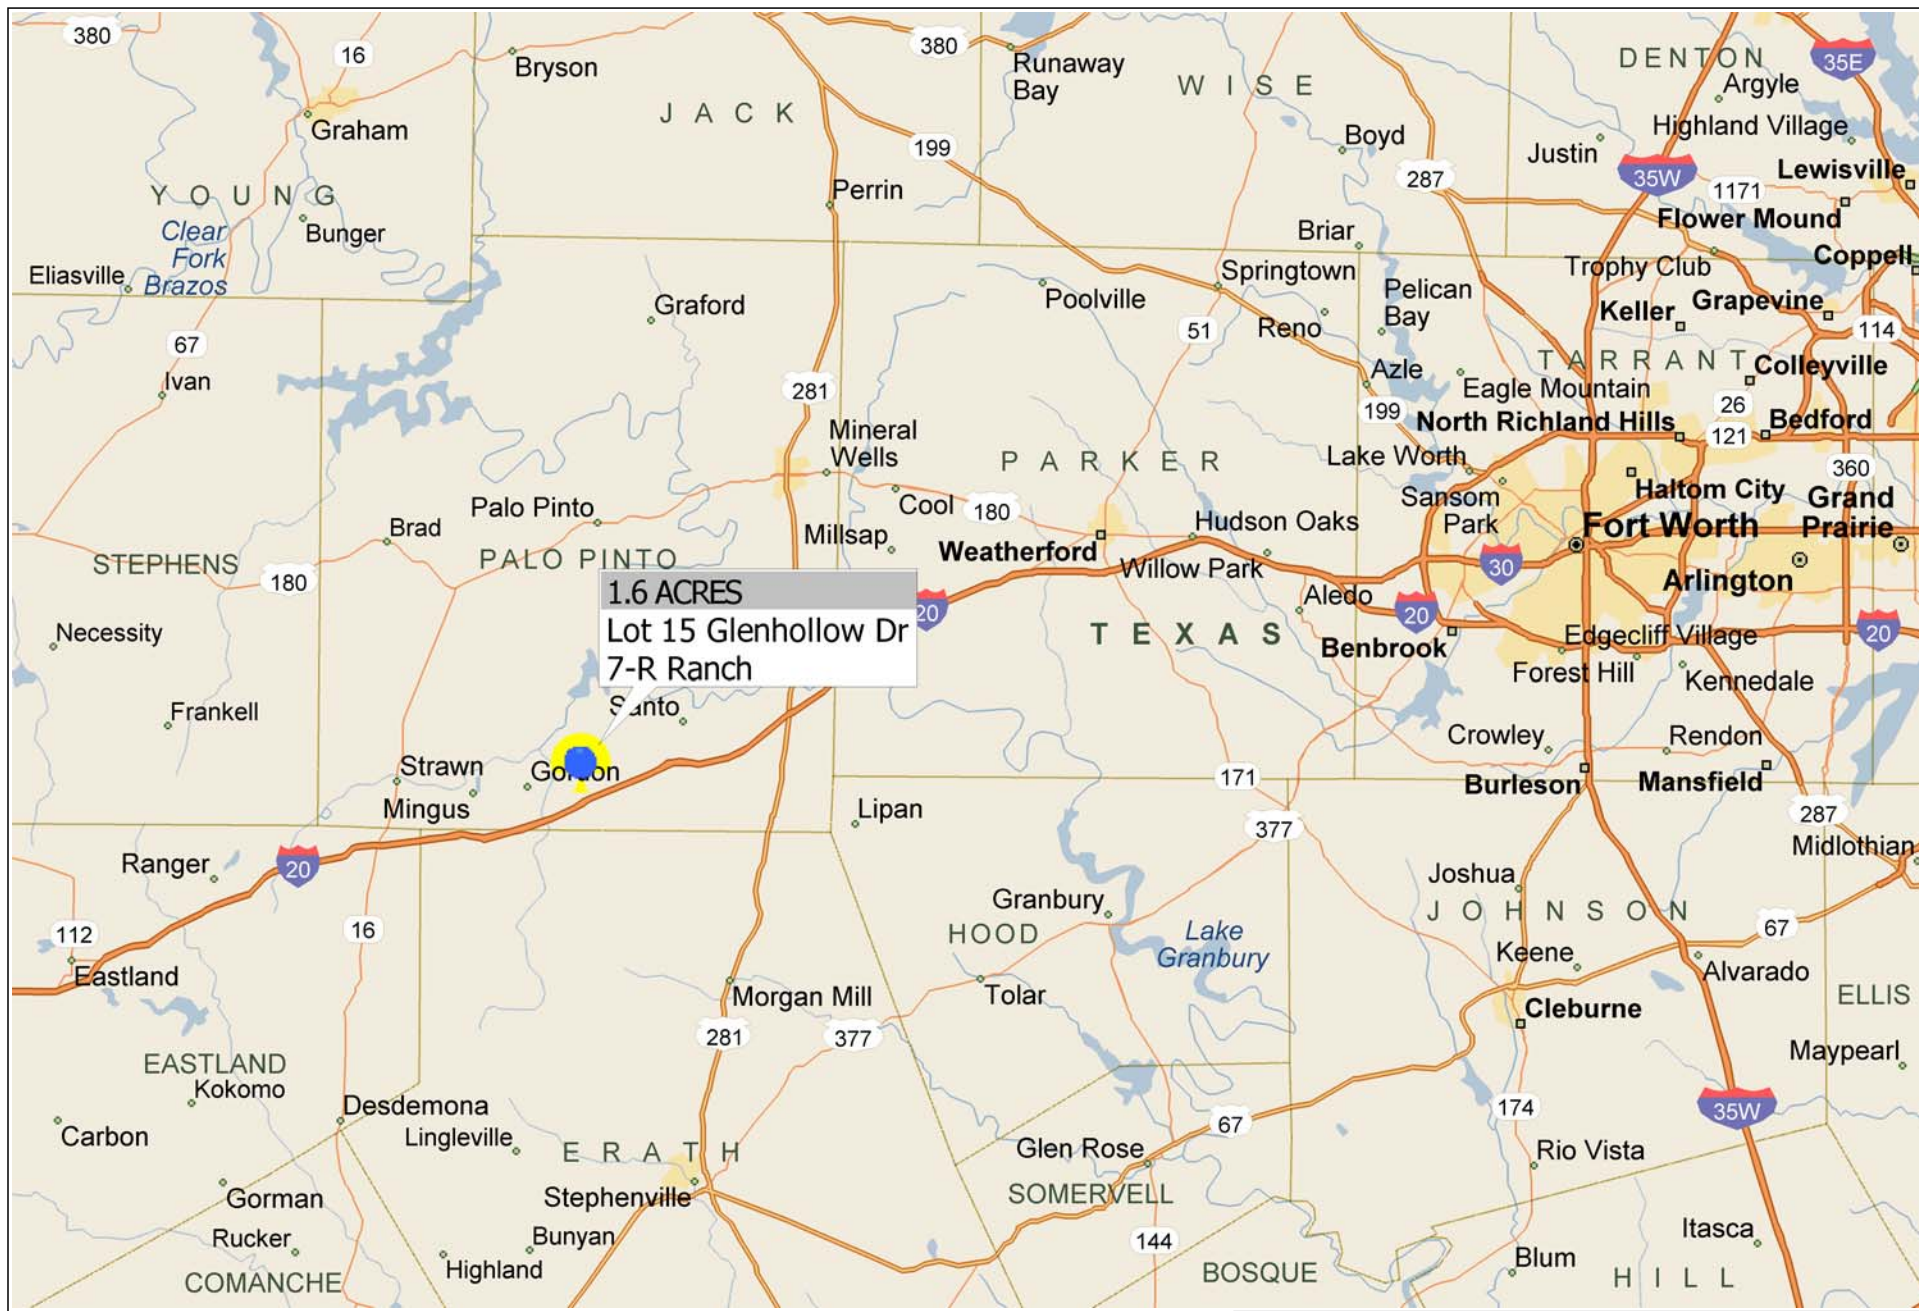 380
16
Bryson
380
Runaway
Bay
WISE
DENTON
35E
Argyle
JACK
Graham
199
Boyd
Highland Village
Justin
287
35W
1171
Lewisville
YOUNG
Perrin
Flower Mound
Clear
Fork
Brazos
Bunger
Briar
Coppell
Eliasville
Springtown
Trophy Club
Graford
Poolville
Pelican
Bay
Keller
Grapevine
67
51
Reno
114
Ivan
281
Azle
TARRANT
Colleyville
Eagle Mountain
199
26
North Richland Hills
121
Bedford
Mineral
Wells
PARKER
Lake Worth
360
Palo Pinto
Cool
180
Sansom
Park
Haltom City
Grand
Prairie
Brad
Millsap
Weatherford
Hudson Oaks
Fort Worth
STEPHENS
180
PALO PINTO
Willow Park
30
Arlington
1.6 ACRES
Lot 15 Glenhollow Dr
7-R Ranch
20
Aledo
20
20
Necessity
TEXAS
Benbrook
Edgecliff Village
Forest Hill
Kennedale
Frankell
Santo
Crowley
Rendon
Strawn
Gordon
Mingus
171
Burleson
Mansfield
Lipan
377
287
Midlothian
Ranger
20
Joshua
Granbury
JOHNSON
112
16
HOOD
Lake
Granbury
67
Keene
Eastland
Alvarado
Morgan Mill
Tolar
ELLIS
Cleburne
281
377
EASTLAND
Maypearl
Kokomo
Desdemona
174
35W
Carbon
Lingleville
67
ERATH
Glen Rose
Rio Vista
Gorman
Stephenville
SOMERVELL
Rucker
Bunyan
144
Itasca
COMANCHE
Highland
BOSQUE
Blum
HILL